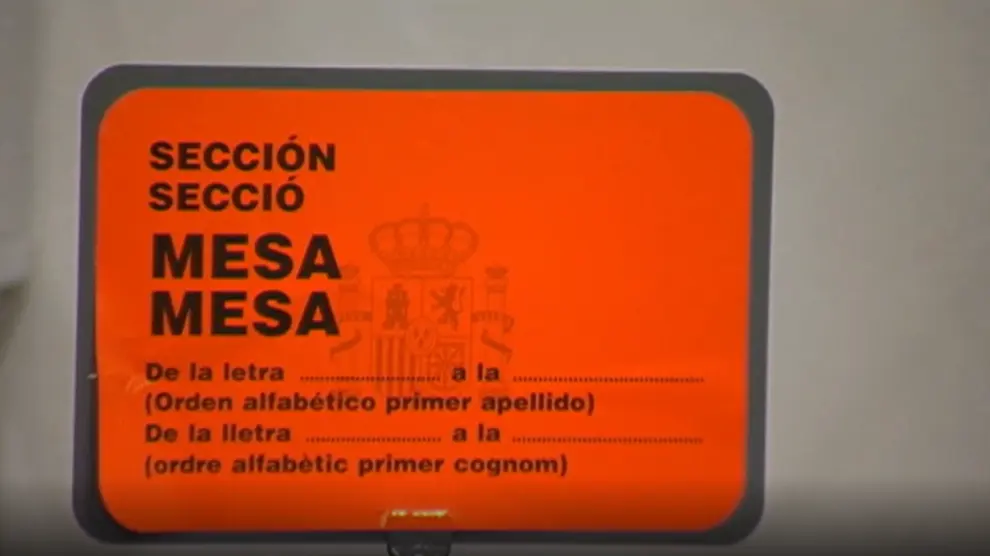 SECCIÓN
SECCIÓ
MESA
MESA
De la letra ........................ a la ................................
(Orden alfabético primer apellido)
De la lletra ....................... a la ................................
(ordre alfabètic primer cognom)